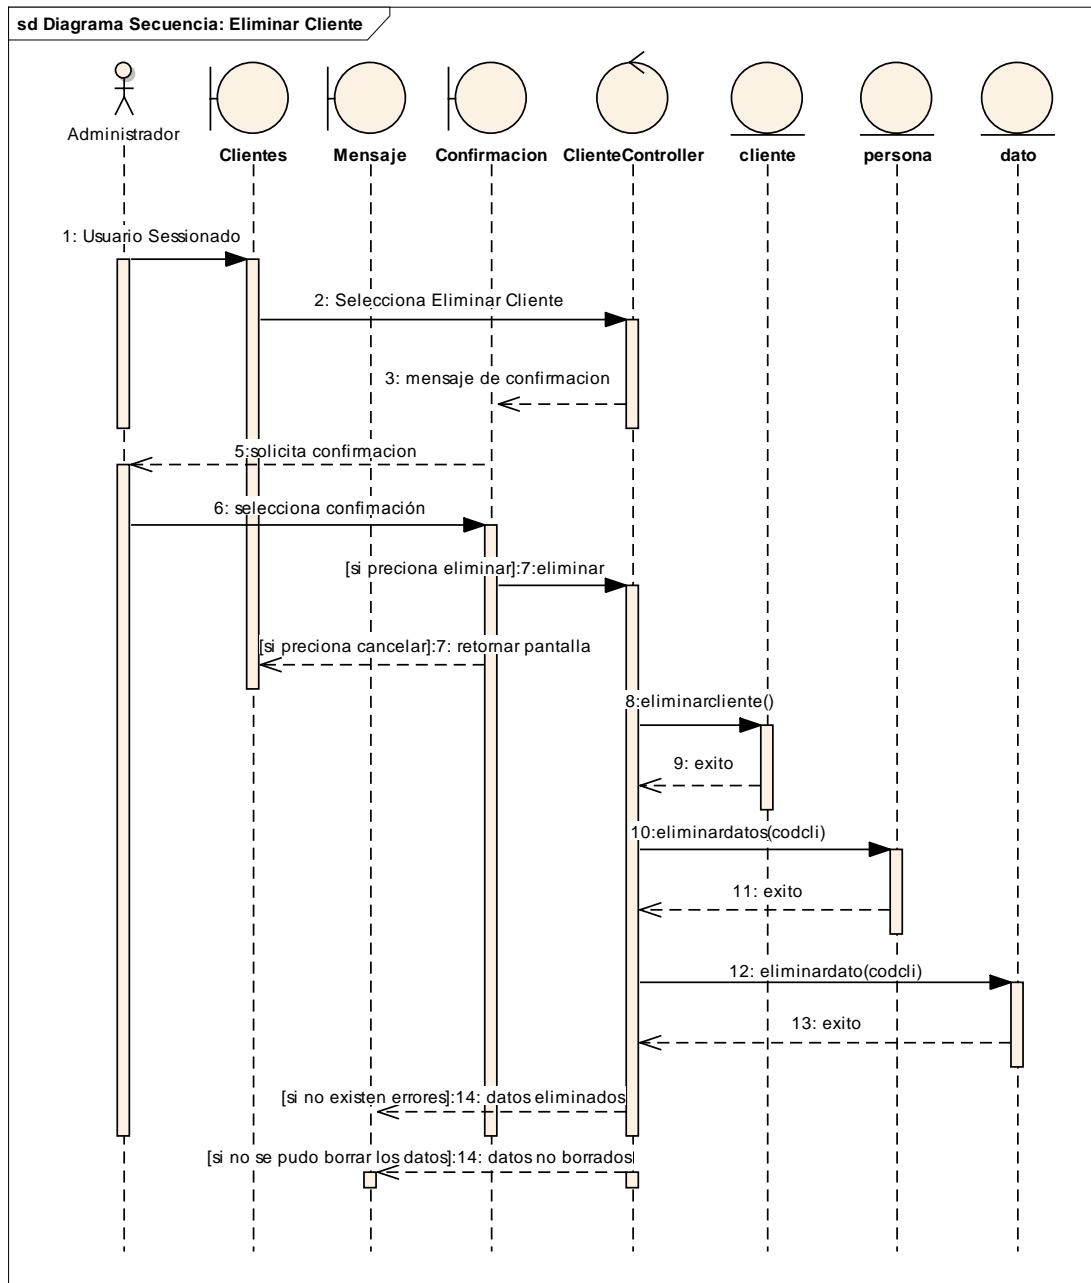 sd Diagrama Secuencia: Eliminar Cliente
Administrador
Clientes
Mensaje
Confirmacion
ClienteController
cliente
persona
dato
1: Usuario Sessionado
2: Selecciona Eliminar Cliente
3: mensaje de confirmacion
5:solicita confirmacion
6: selecciona confimación
[si preciona eliminar]:7:eliminar
[si preciona cancelar]:7: retornar pantalla
8:eliminarcliente()
9: exito
10:eliminardatos(codcli)
11: exito
12: eliminardato(codcli)
13: exito
[si no existen errores]:14: datos eliminados
[si no se pudo borrar los datos]:14: datos no borrados